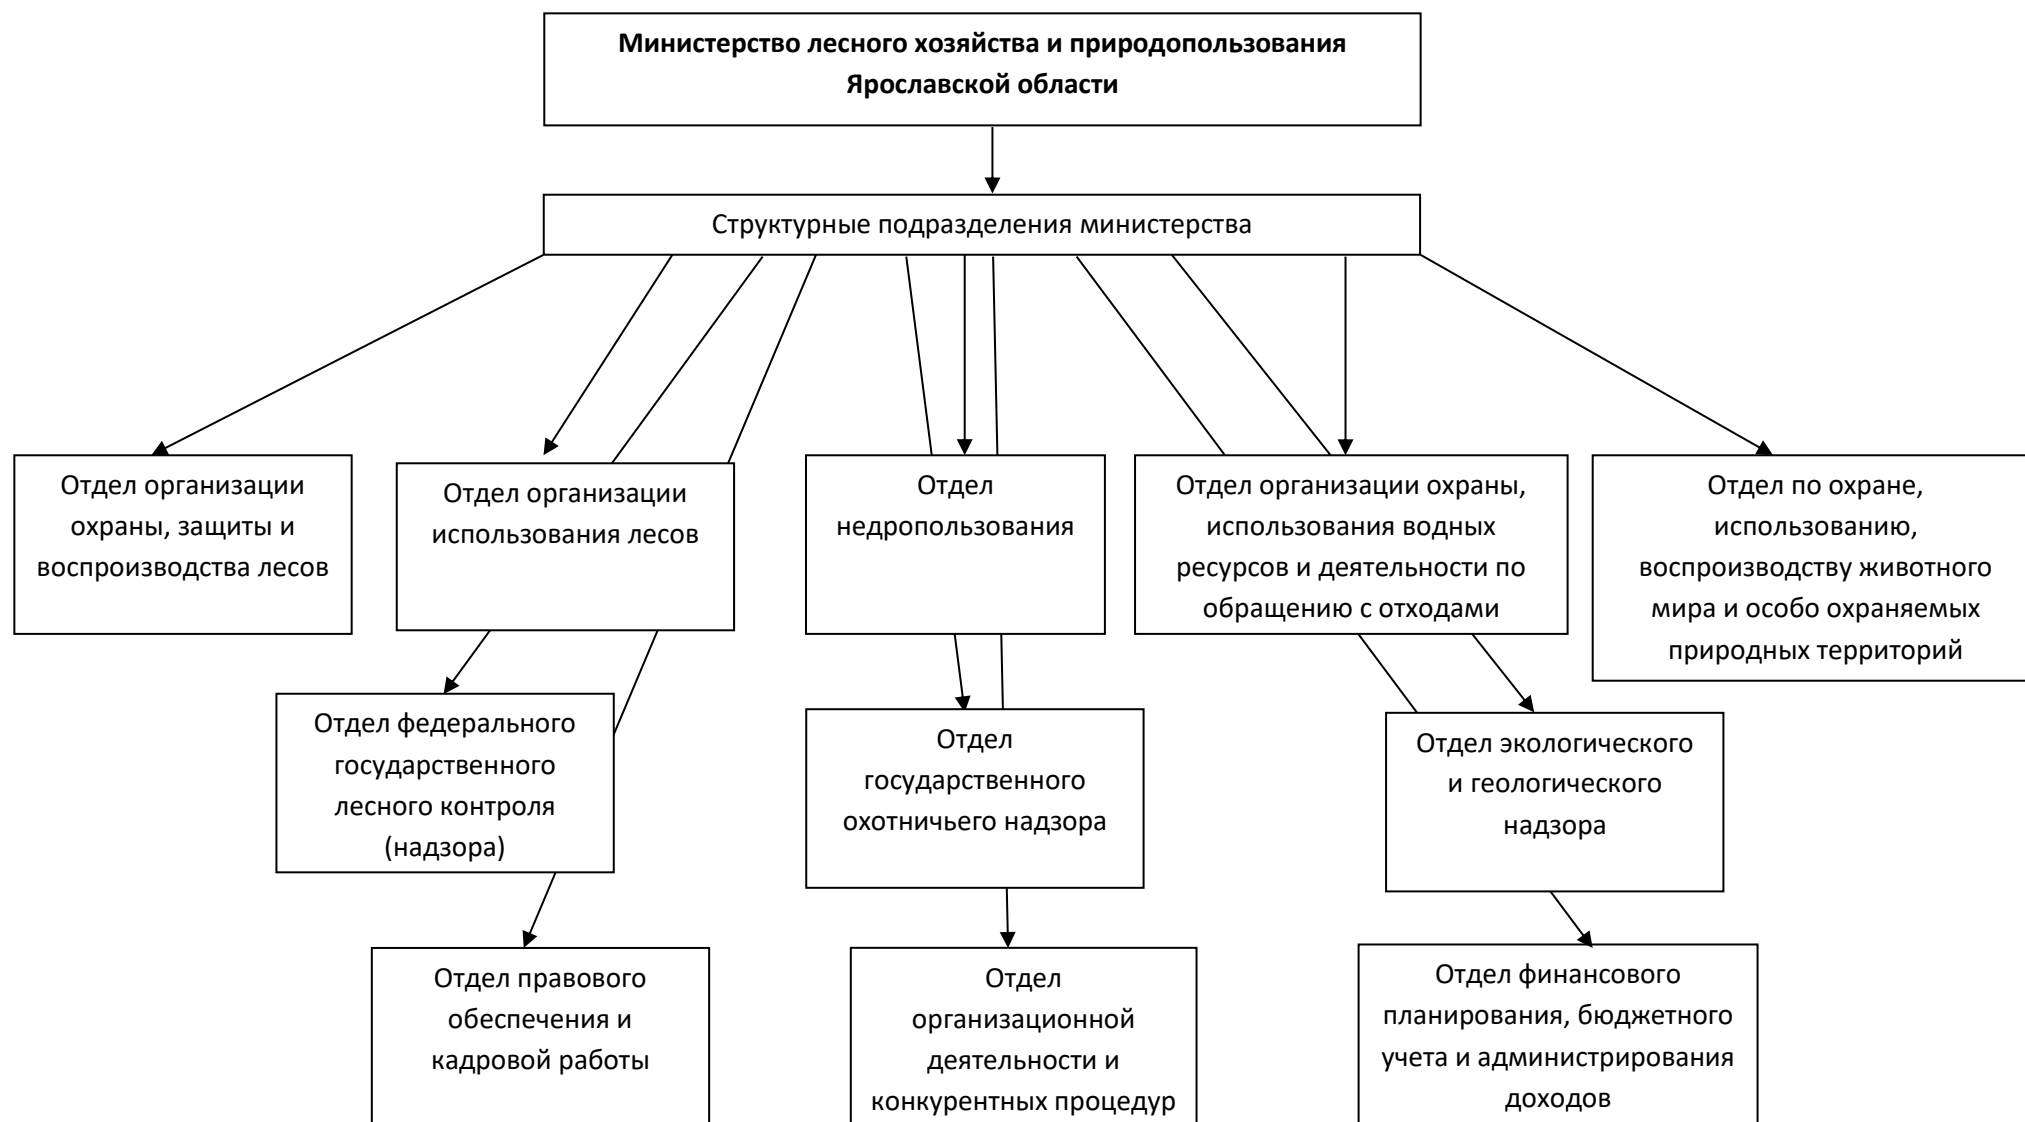 Министерство лесного хозяйства и природопользования
Ярославской области
Структурные подразделения министерства
Отдел организации
охраны, защиты и
воспроизводства лесов
Отдел организации
использования лесов
Отдел
недропользования
Отдел организации охраны,
использования водных
ресурсов и деятельности по
обращению с отходами
Отдел по охране,
использованию,
воспроизводству животного
мира и особо охраняемых
природных территорий
Отдел федерального
государственного
лесного контроля
(надзора)
Отдел
государственного
охотничьего надзора
Отдел экологического
и геологического
надзора
Отдел правового
обеспечения и
кадровой работы
Отдел
организационной
деятельности и
конкурентных процедур
Отдел финансового
планирования, бюджетного
учета и администрирования
доходов